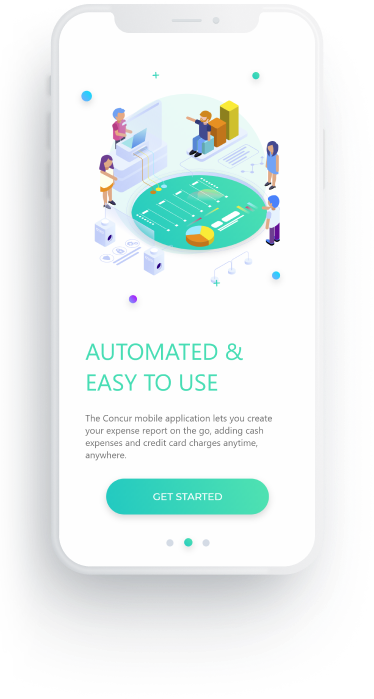 AUTOMATED &
EASY TO USE
The Concur mobile application lets you create
your expense report on the go, adding cash
expenses and credit card charges anytime,
anywhere.
GET STARTED